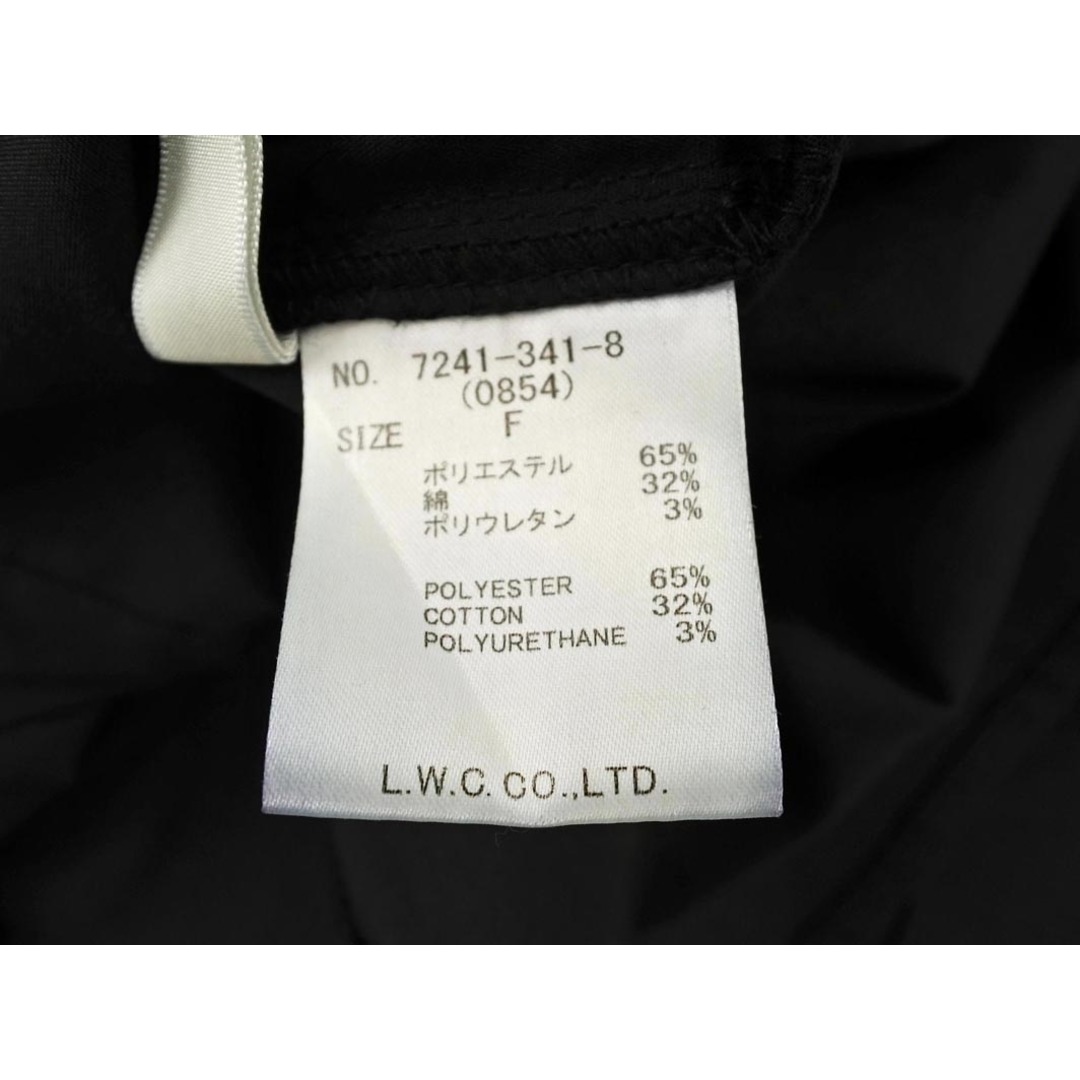 NO. 7241-341-8
(0854)
SIZE F
ポリエステル 65%
綿 32%
ポリウレタン 3%
POLYESTER 65%
COTTON 32%
POLYURETHANE 3%
L.W.C. CO.,LTD.